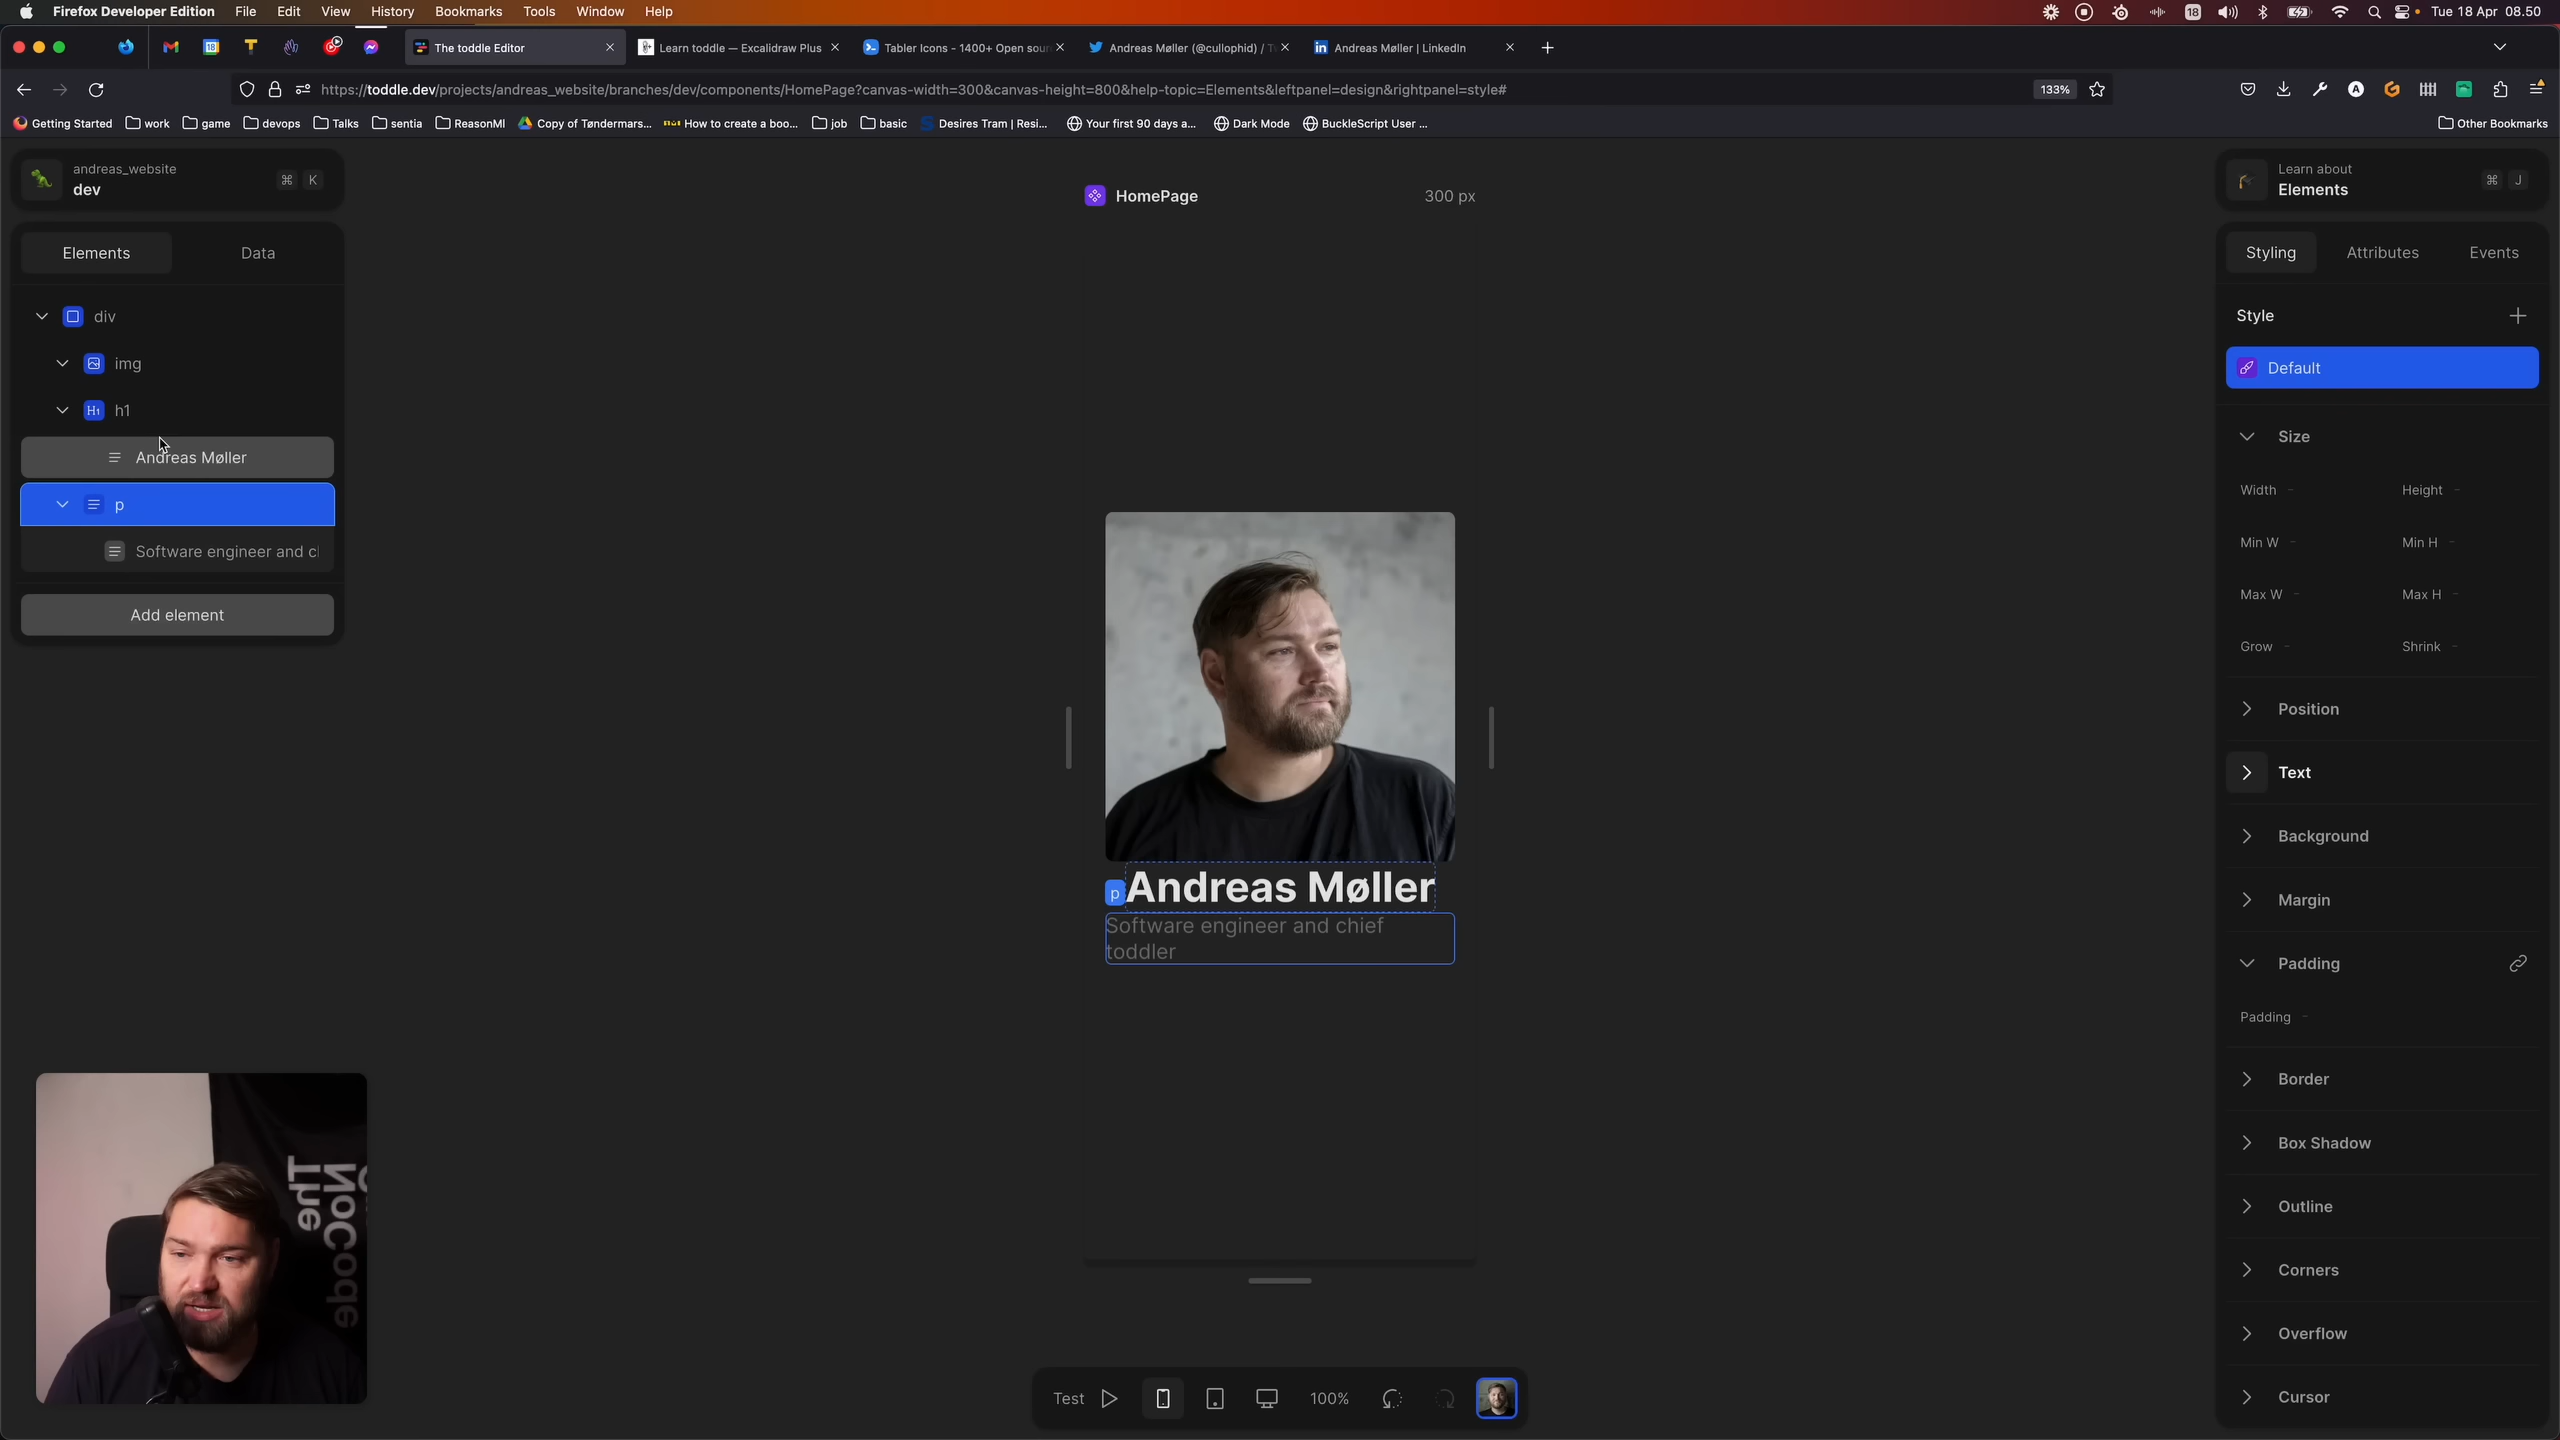 Firefox Developer Edition File Edit View History Bookmarks Tools Window Help 18 Tue 18 Apr 08.50
18 The toddle Editor Learn toddle — Excalidraw Plus Tabler Icons - 1400+ Open sour Andreas Møller (@cullophid) / T Andreas Møller | LinkedIn
https://toddle.dev/projects/andreas_website/branches/dev/components/HomePage?canvas-width=300&canvas-height=800&help-topic=Elements&leftpanel=design&rightpanel=style# 133%
Getting Started work game devops Talks sentia ReasonMl Copy of Tøndermars... How to create a boo... job basic Desires Tram | Resi... Your first 90 days a... Dark Mode BuckleScript User ... Other Bookmarks
andreas_website
dev
⌘ K
Elements Data
div
img
H1 h1
Andreas Møller
p
Software engineer and cl
Add element
HomePage 300 px
p Andreas Møller
Software engineer and chief
toddler
The
NoCode
Test 100%
Learn about
Elements
⌘ J
Styling Attributes Events
Style
Default
Size
Width Height
Min W Min H
Max W Max H
Grow Shrink
Position
Text
Background
Margin
Padding
Padding
Border
Box Shadow
Outline
Corners
Overflow
Cursor